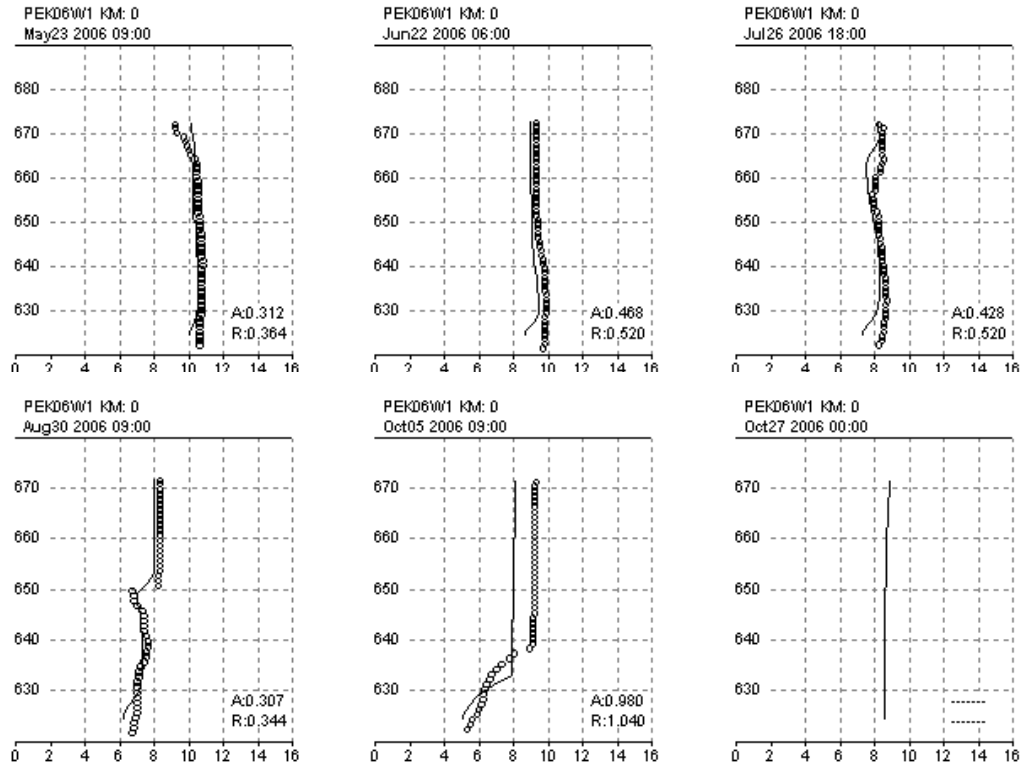 PEK06W1 KM: 0
May23 2006 09:00
680
670
660
650
640
630
A:0.312
R:0.364
0 2 4 6 8 10 12 14 16
PEK06W1 KM: 0
Jun22 2006 06:00
680
670
660
650
640
630
A:0.468
R:0.520
0 2 4 6 8 10 12 14 16
PEK06W1 KM: 0
Jul26 2006 18:00
680
670
660
650
640
630
A:0.428
R:0.520
0 2 4 6 8 10 12 14 16
PEK06W1 KM: 0
Aug30 2006 09:00
670
660
650
640
630
A:0.307
R:0.344
0 2 4 6 8 10 12 14 16
PEK06W1 KM: 0
Oct05 2006 09:00
670
660
650
640
630
A:0.980
R:1.040
0 2 4 6 8 10 12 14 16
PEK06W1 KM: 0
Oct27 2006 00:00
670
660
650
640
630
0 2 4 6 8 10 12 14 16